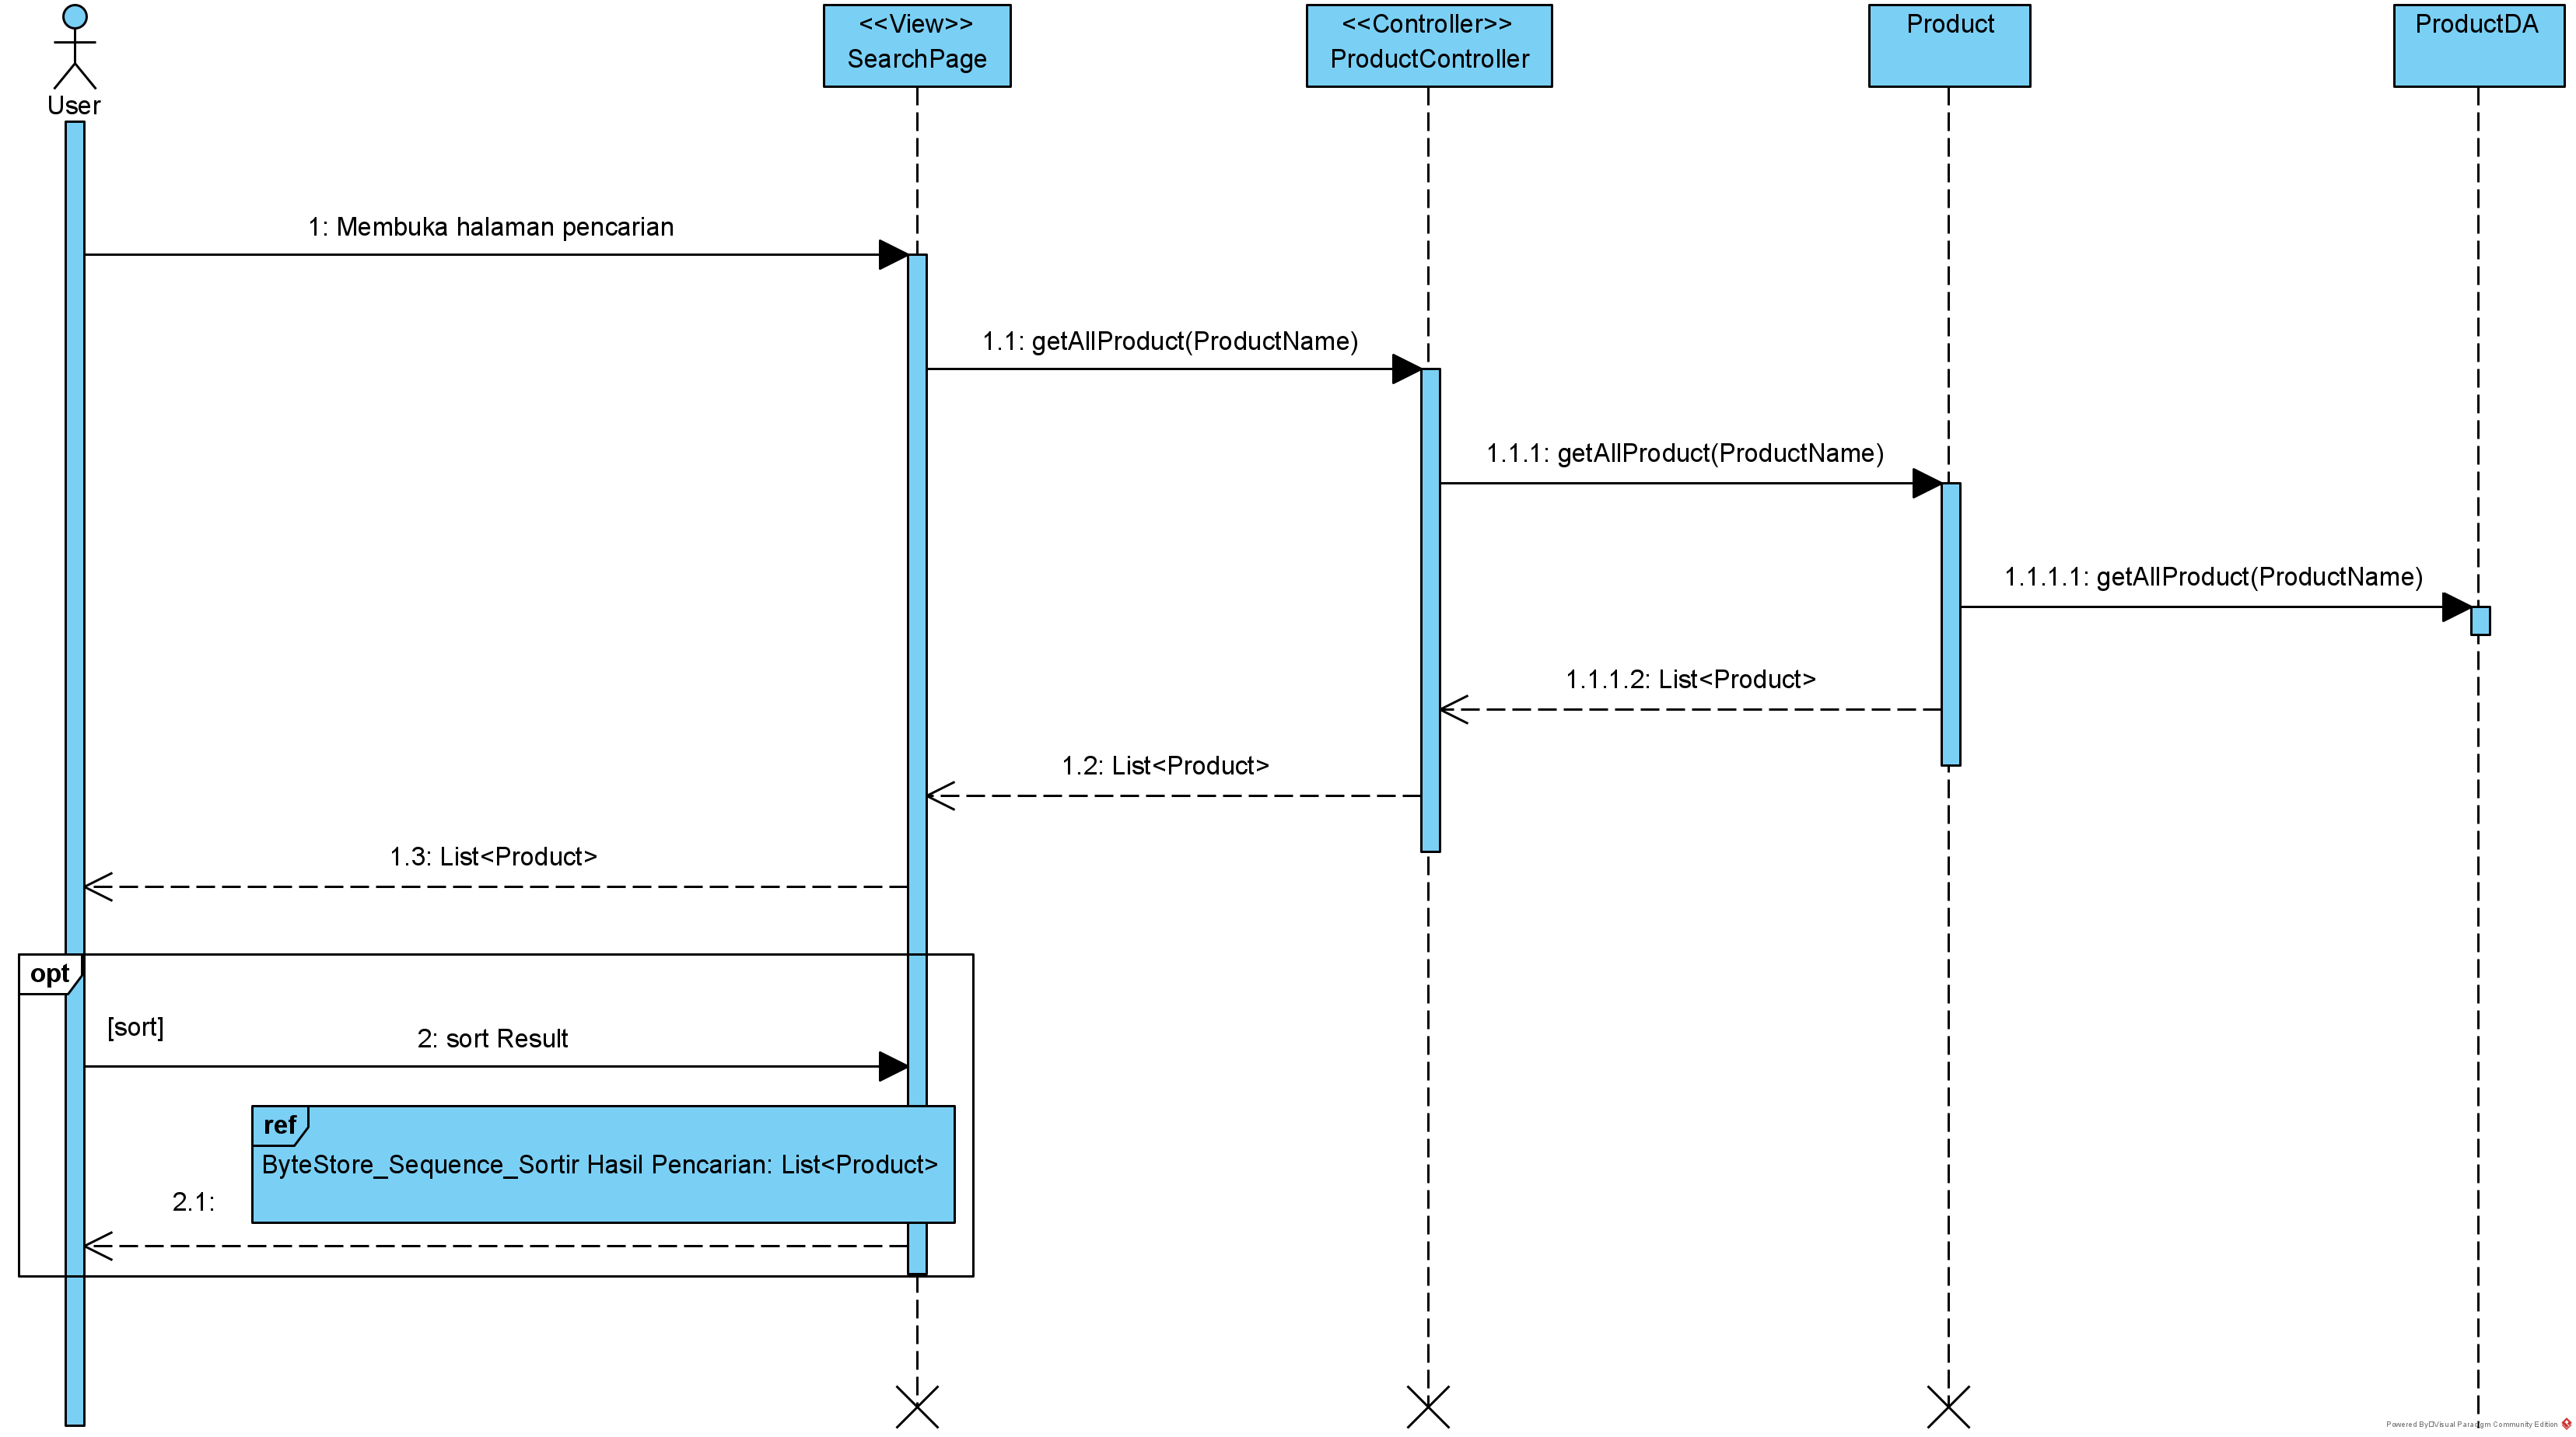 User
<<View>>
SearchPage
<<Controller>>
ProductController
Product
ProductDA
1: Membuka halaman pencarian
1.1: getAllProduct(ProductName)
1.1.1: getAllProduct(ProductName)
1.1.1.1: getAllProduct(ProductName)
1.1.1.2: List<Product>
1.2: List<Product>
1.3: List<Product>
opt
[sort]
2: sort Result
ref
ByteStore_Sequence_Sortir Hasil Pencarian: List<Product>
2.1:
Powered By Visual Paradigm Community Edition